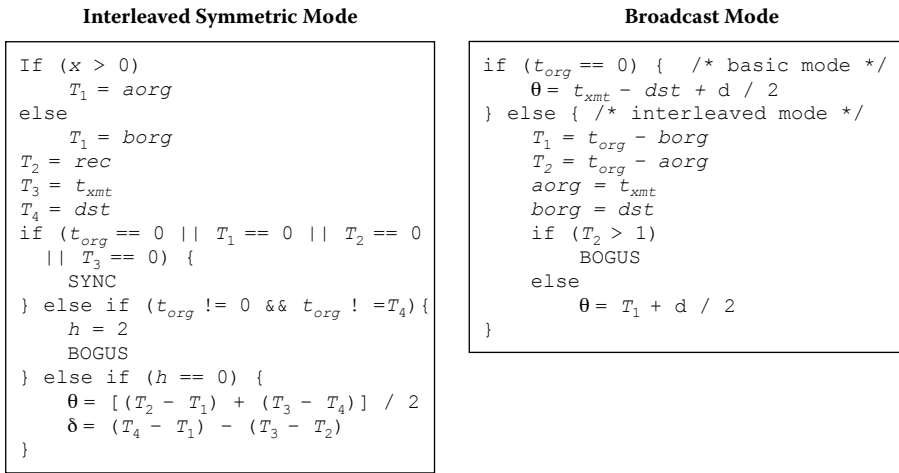 Interleaved Symmetric Mode
If (x > 0)
T1 = aorg
else
T1 = borg
T2 = rec
T3 = txmt
T4 = dst
if (torg == 0 || T1 == 0 || T2 == 0
|| T3 == 0) {
SYNC
} else if (torg != 0 && torg ! =T4){
h = 2
BOGUS
} else if (h == 0) {
θ = [(T2 - T1) + (T3 - T4)] / 2
δ = (T4 - T1) - (T3 - T2)
}
Broadcast Mode
if (torg == 0) { /* basic mode */
θ = txmt - dst + d / 2
} else { /* interleaved mode */
T1 = torg - borg
T2 = torg - aorg
aorg = txmt
borg = dst
if (T2 > 1)
BOGUS
else
θ = T1 + d / 2
}